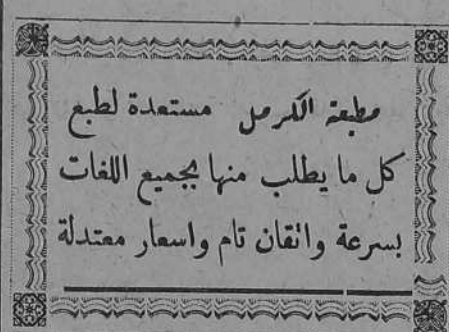 مطبعة الكرمل مستعدة لطبع
كل ما يطلب منها بجميع اللغات
بسرعة واتقان تام واسعار معتدلة